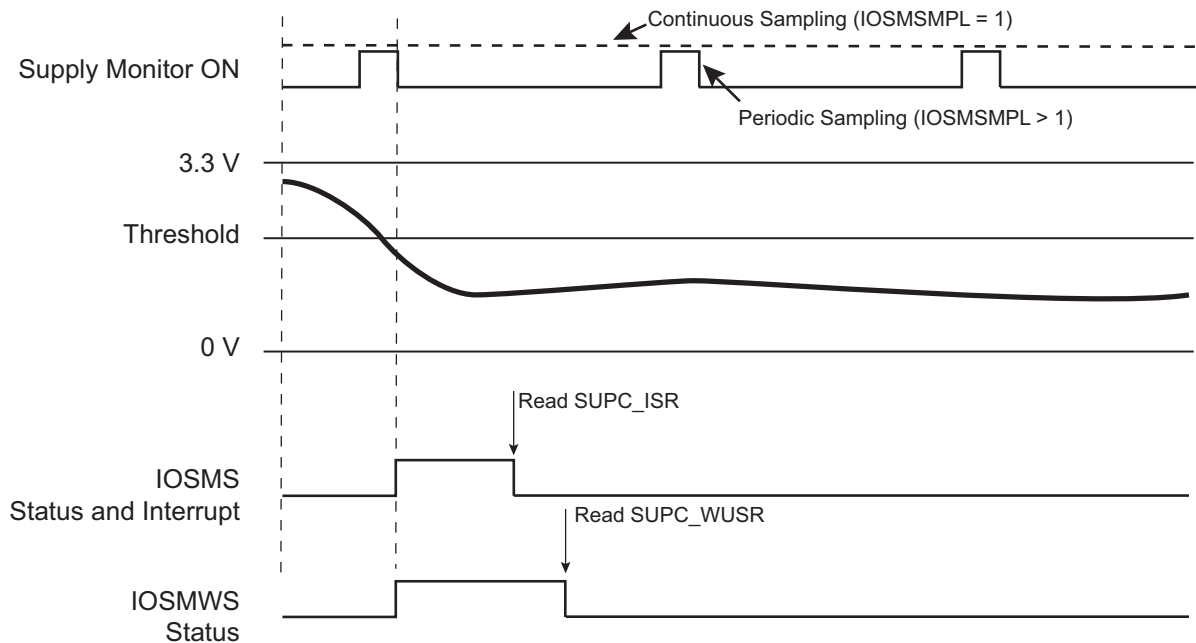 Continuous Sampling (IOSMSMPL = 1)
Supply Monitor ON
Periodic Sampling (IOSMSMPL > 1)
3.3 V
Threshold
0 V
Read SUPC_ISR
IOSMS
Status and Interrupt
Read SUPC_WUSR
IOSMWS
Status